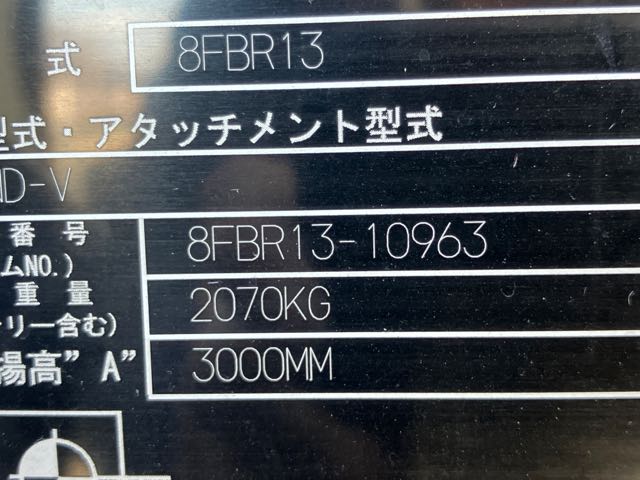 式 8FBR13
型式・アタッチメント型式
ND-V
番号 8FBR13-10963
ムNO.)
重量 2070KG
リー含む)
揚高”A” 3000MM